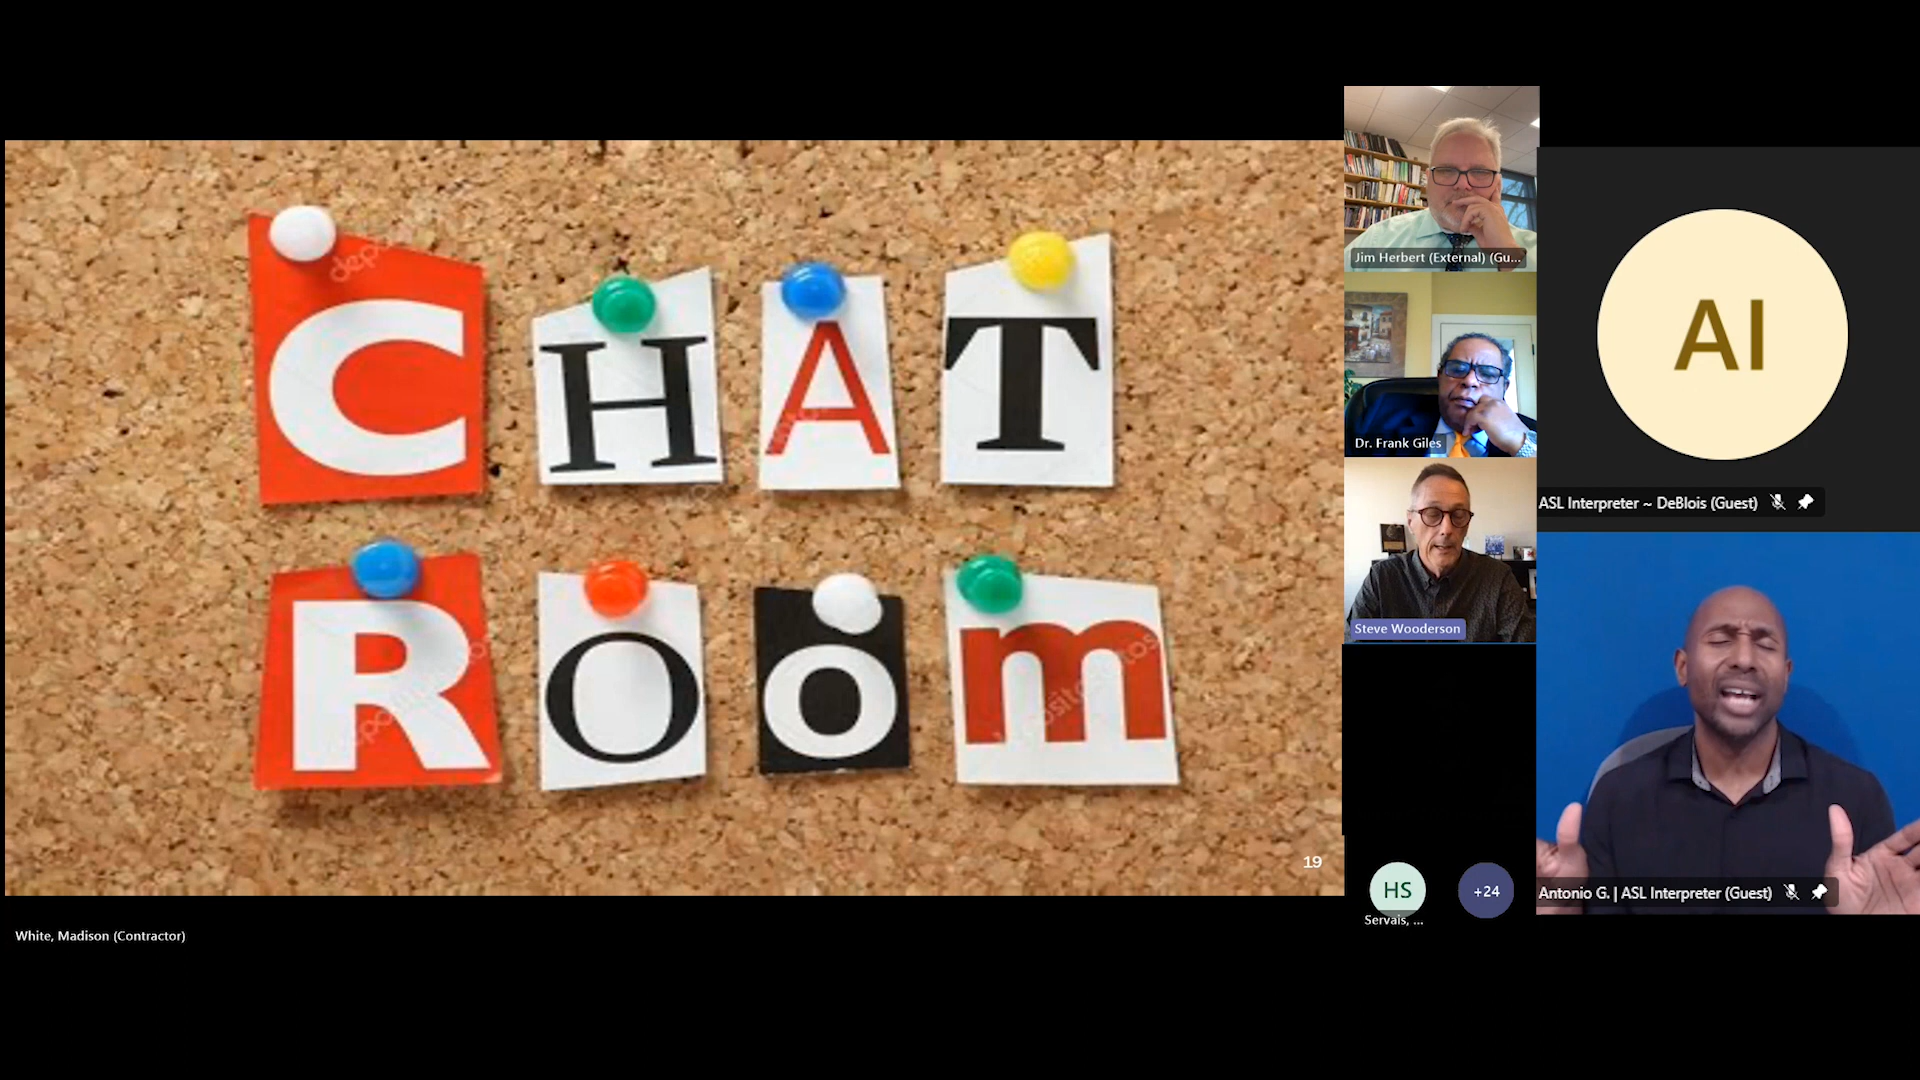 CHAT
ROOm
19
White, Madison (Contractor)
Jim Herbert (External) (Gu...
Dr. Frank Giles
Steve Wooderson
HS
Servais, ...
+24
AI
ASL Interpreter ~ DeBlois (Guest)
Antonio G. | ASL Interpreter (Guest)